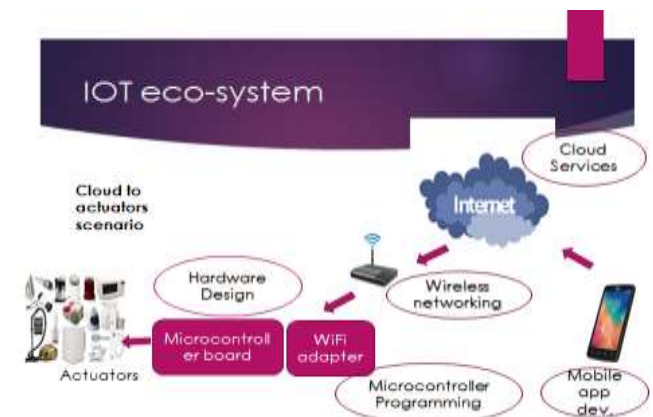 IOT eco-system
Cloud
Services
Cloud to
actuators
scenario
Internet
Hardware
Design
Wireless
networking
Microcontroll
er board
WiFi
adapter
Actuators
Microcontroller
Programming
Mobile
app
dev.